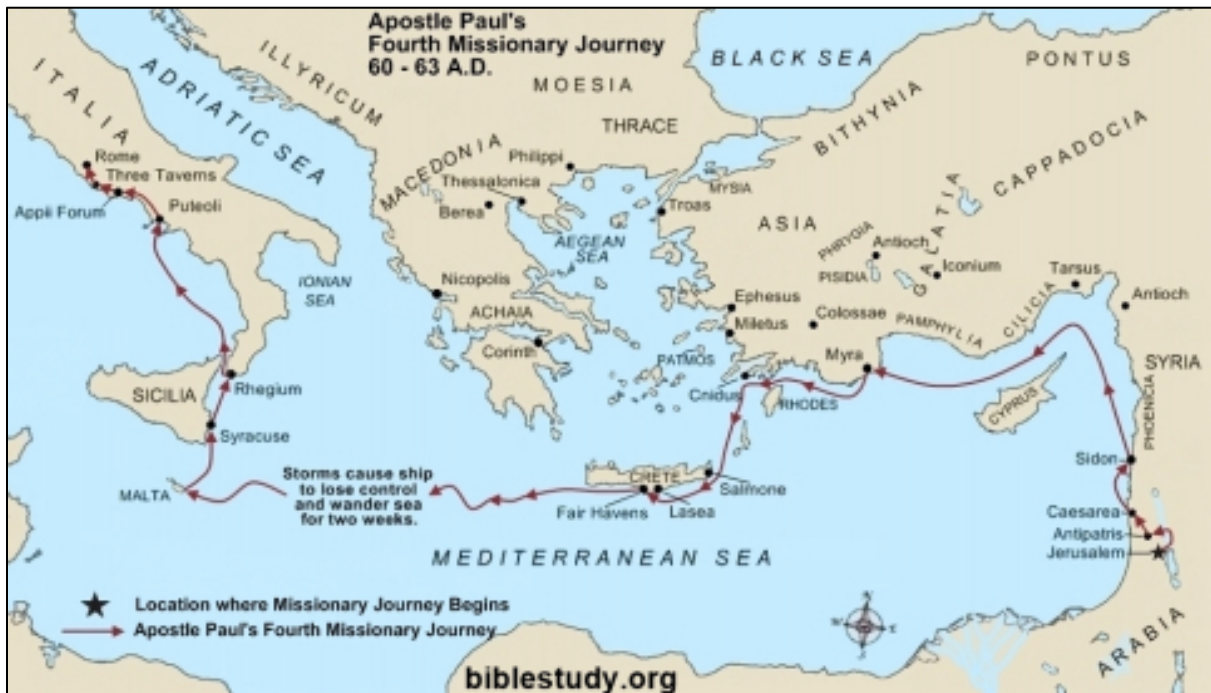 Apostle Paul's
Fourth Missionary Journey
60 - 63 A.D.
BLACK SEA
PONTUS
ILLYRICUM
ITALIA
ADRIATIC SEA
MOESIA
THRACE
BITHYNIA
CAPPADOCIA
MACEDONIA
Philippi
Thessalonica
Berea
MYSIA
Troas
Rome
Three Taverns
Appii Forum
Puteoli
ASIA
GALATIA
PHRYGIA
Antioch
PISIDIA
Iconium
Tarsus
Antioch
AEGEAN
SEA
IONIAN
SEA
Nicopolis
ACHAIA
Corinth
Ephesus
Miletus
Colossae
PAMPHYLIA
CILICIA
PATMOS
Myra
Cnidus
RHODES
CYPRUS
SYRIA
PHOENICIA
SICILIA
Rhegium
Syracuse
MALTA
Storms cause ship
to lose control
and wander sea
for two weeks.
CRETE
Salmone
Fair Havens
Lasea
Sidon
Caesarea
Antipatris
Jerusalem
MEDITERRANEAN SEA
ARABIA
Location where Missionary Journey Begins
Apostle Paul's Fourth Missionary Journey
W
E
biblestudy.org